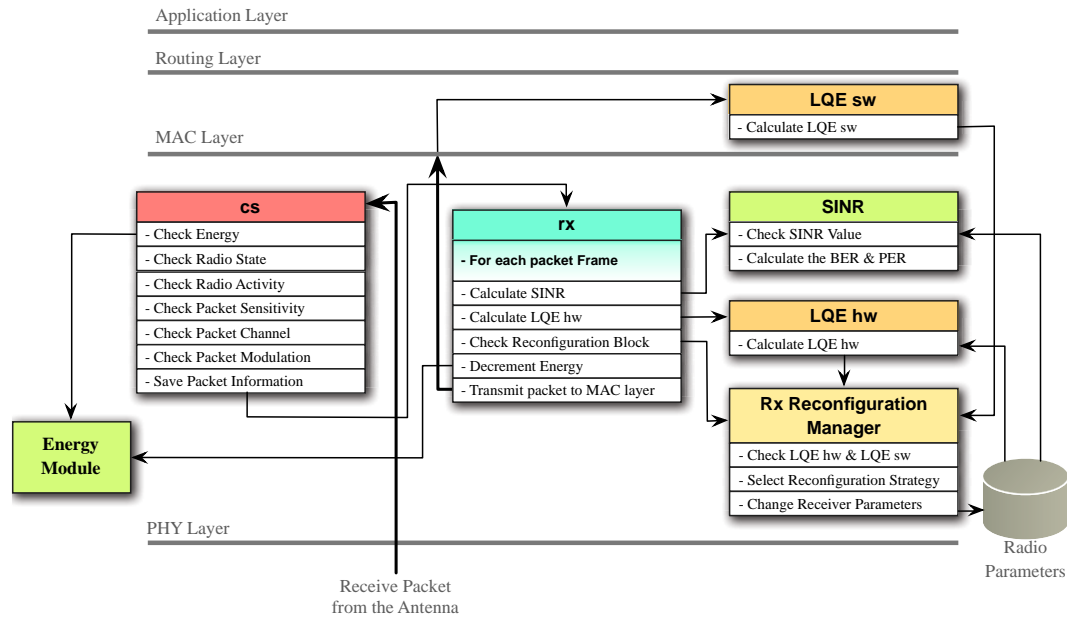 Application Layer
Routing Layer
LQE sw
- Calculate LQE sw
MAC Layer
cs
- Check Energy
- Check Radio State
- Check Radio Activity
- Check Packet Sensitivity
- Check Packet Channel
- Check Packet Modulation
- Save Packet Information
rx
- For each packet Frame
- Calculate SINR
- Calculate LQE hw
- Check Reconfiguration Block
- Decrement Energy
- Transmit packet to MAC layer
SINR
- Check SINR Value
- Calculate the BER & PER
LQE hw
- Calculate LQE hw
Rx Reconfiguration
Manager
- Check LQE hw & LQE sw
- Select Reconfiguration Strategy
- Change Receiver Parameters
Energy
Module
PHY Layer
Radio
Parameters
Receive Packet
from the Antenna